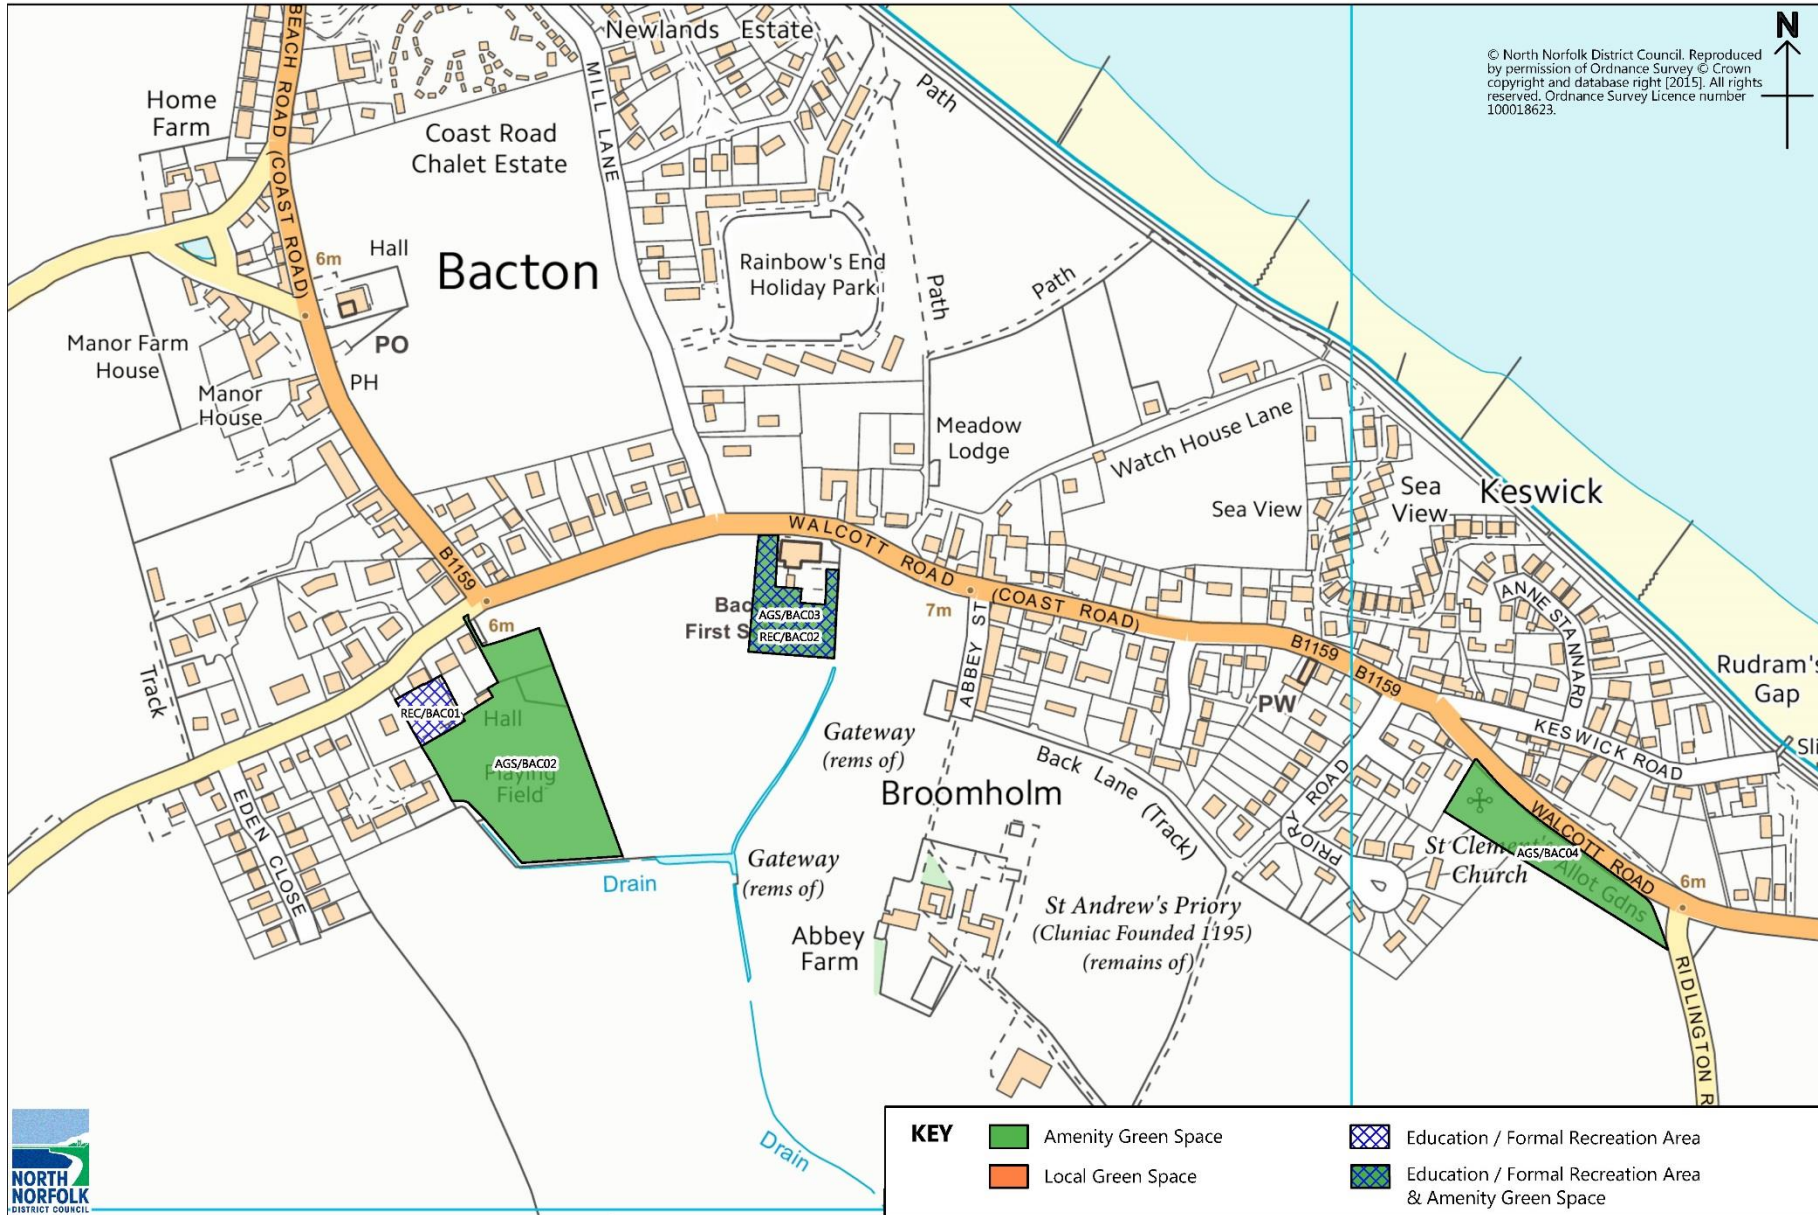 Newlands Estate
N
© North Norfolk District Council. Reproduced
by permission of Ordnance Survey © Crown
copyright and database right [2015]. All rights
reserved. Ordnance Survey Licence number
100018623.
BEACH ROAD (COAST ROAD)
MILL LANE
Path
Home
Farm
Coast Road
Chalet Estate
6m
Hall
Bacton
Rainbow's End
Holiday Park
Path
Path
Manor Farm
House
PO
PH
Manor
House
Meadow
Lodge
Watch House Lane
Sea View
Sea
View
Keswick
WALCOTT ROAD (COAST ROAD)
B1159
6m
Bac
First S
AGS/BAC03
REC/BAC02
7m
ABBEY ST
B1159
B1159
ANNE STANNARD
Rudram's
Gap
Track
REC/BAC01
Hall
AGS/BAC02
Playing
Field
PW
KESWICK ROAD
Sli
Gateway
(rems of)
Back Lane (Track)
Broomholm
PRIORY ROAD
WALCOTT ROAD
EDEN CLOSE
St Clement's
Church
AGS/BAC04
Allot Gdns
6m
Drain
Gateway
(rems of)
Abbey
Farm
St Andrew's Priory
(Cluniac Founded 1195)
(remains of)
RIDLINGTON R
Drain
KEY
Amenity Green Space
Local Green Space
Education / Formal Recreation Area
Education / Formal Recreation Area
& Amenity Green Space
NORTH
NORFOLK
DISTRICT COUNCIL